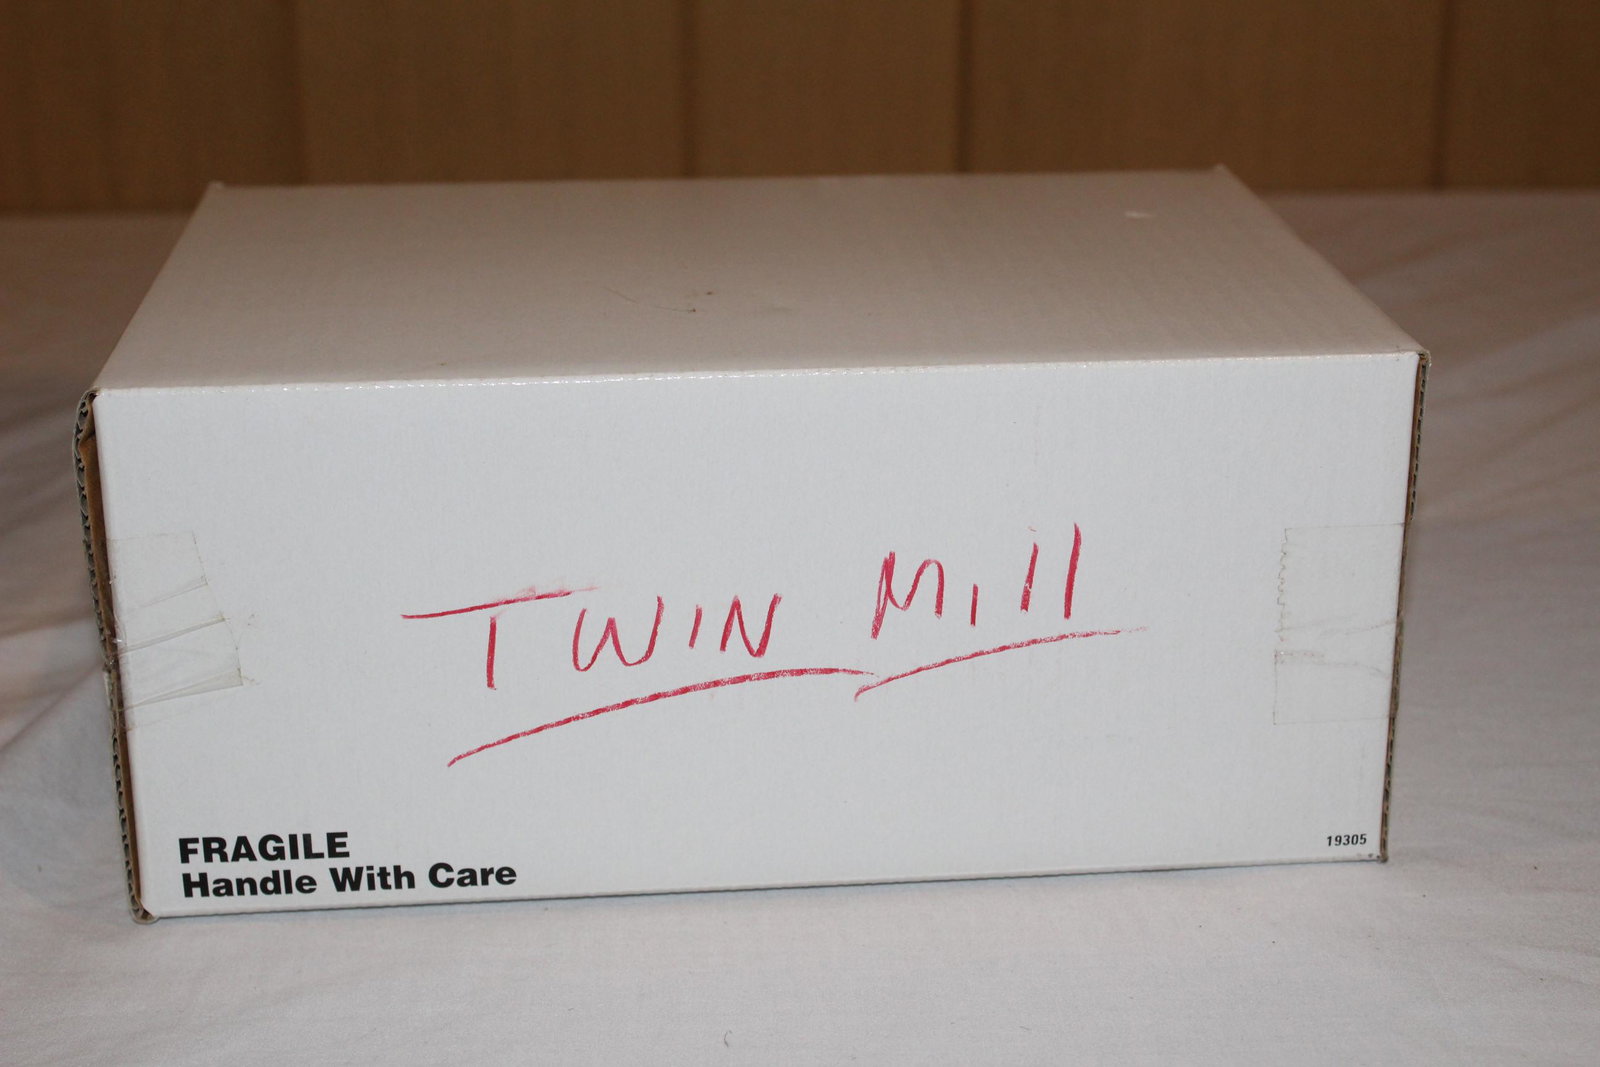 TWIN Mill
FRAGILE
Handle With Care
19305